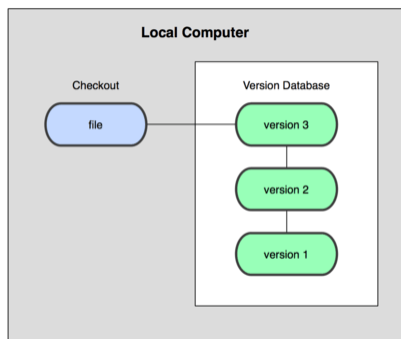 Local Computer
Checkout
Version Database
file
version 3
version 2
version 1